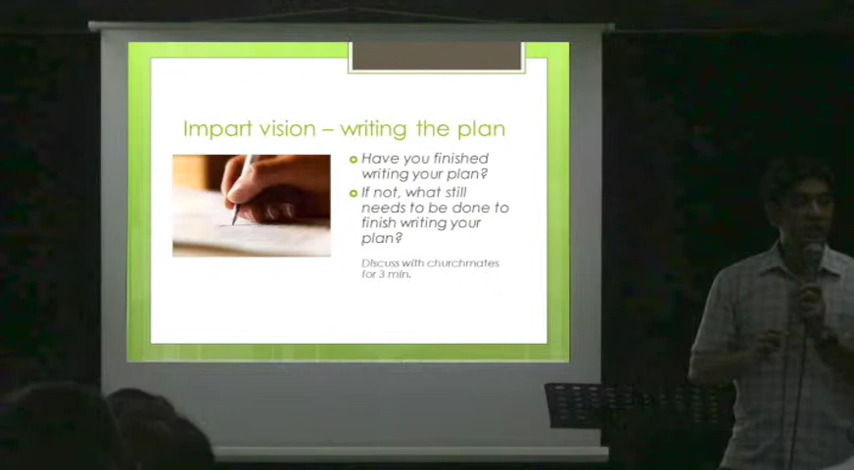 Impart vision – writing the plan
Have you finished
writing your plan?
If not, what still
needs to be done to
finish writing your
plan?
Discuss with churchmates
for 3 min.